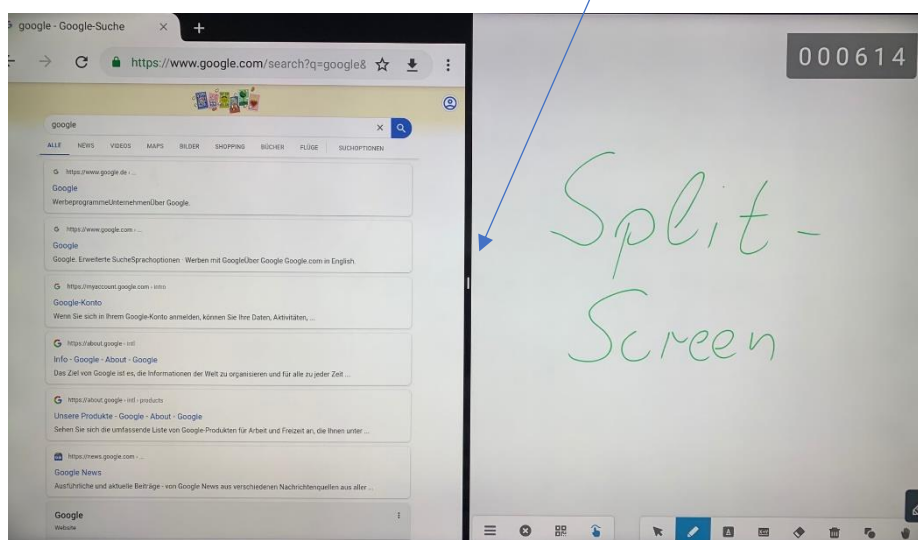 google - Google-Suche
https://www.google.com/search?q=google&
google
ALLE NEWS VIDEOS MAPS BILDER SHOPPING BÜCHER FLÜGE SUCHOPTIONEN
https://www.google.de › ...
Google
WerbeprogrammeUnternehmenÜber Google.
https://www.google.com › ...
Google
Google. Erweiterte SucheSprachoptionen · Werben mit GoogleÜber Google Google.com in English.
https://myaccount.google.com › intro
Google-Konto
Wenn Sie sich in Ihrem Google-Konto anmelden, können Sie Ihre Daten, Aktivitäten, ...
https://about.google › intl
Info - Google - About - Google
Das Ziel von Google ist es, die Informationen der Welt zu organisieren und für alle zu jeder Zeit ...
https://about.google › intl › products
Unsere Produkte - Google - About - Google
Sehen Sie sich die umfassende Liste von Google-Produkten für Arbeit und Freizeit an, die Ihnen unter ...
https://news.google.com › ...
Google News
Ausführliche und aktuelle Beiträge - von Google News aus verschiedenen Nachrichtenquellen aus aller ...
Google
Website
000614
Split-
Screen